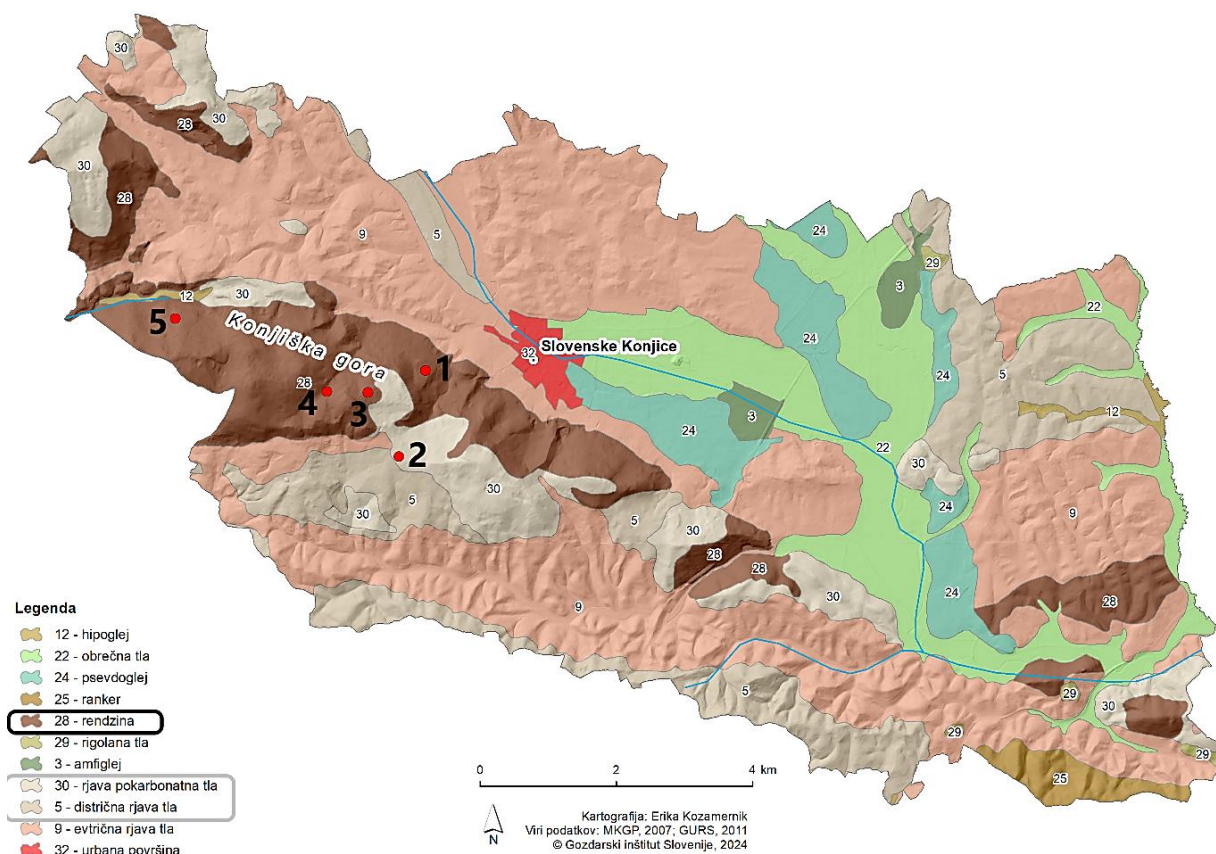 30
28
30
30
28
9
5
12
30
5
Konjiška gora
1
28
4
3
2
32
Slovenske Konjice
24
3
29
22
24
24
5
12
3
24
22
30
24
9
30
5
30
5
30
28
28
30
24
28
9
5
29
30
29
29
25
Legenda
12 - hipoglej
22 - obrečna tla
24 - psevdoglej
25 - ranker
28 - rendzina
29 - rigolana tla
3 - amfiglej
30 - rjava pokarbonatna tla
5 - distrična rjava tla
9 - evtrična rjava tla
32 - urbana površina
0 2 4 km
N
Kartografija: Erika Kozamernik
Viri podatkov: MKGP, 2007; GURS, 2011
© Gozdarski inštitut Slovenije, 2024